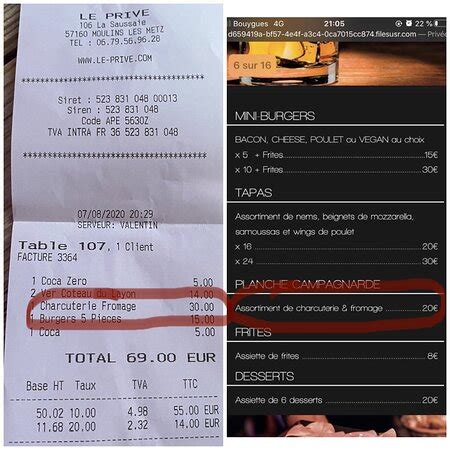 LE PRIVE
106 La Saussaie
57160 MOULINS LES METZ
TEL : 06.79.56.96.28
WWW.LE-PRIVE.COM
*********************************
Siret : 523 831 048 00013
Siren : 523 831 048
Code APE 5630Z
TVA INTRA FR 36 523 831 048
*********************************
07/08/2020 20:29
SERVEUR: VALENTIN
Table 107, 1 Client
FACTURE 3364
1 Coca Zero 5.00
2 Ver Coteau du Layon 14.00
Charcuterie Fromage 30.00
1 Burgers 5 Pieces 15.00
1 Coca 5.00
TOTAL 69.00 EUR
Base HT Taux TVA TTC
50.02 10.00 4.98 55.00 EUR
11.68 20.00 2.32 14.00 EUR
Bouygues 4G 21:05 22 %
d659419a-bf57-4e4f-a3c4-0ca7015cc874.filesusr.com — Privée
6 sur 16
MINI-BURGERS
BACON, CHEESE, POULET ou VEGAN au choix
x 5 + Frites 15€
x 10 + Frites 30€
TAPAS
Assortiment de nems, beignets de mozzarella,
samoussas et wings de poulet
x 16 20€
x 24 30€
PLANCHE CAMPAGNARDE
Assortiment de charcuterie & fromage 20€
FRITES
Assiette de frites 8€
DESSERTS
Assiette de 6 desserts 20€